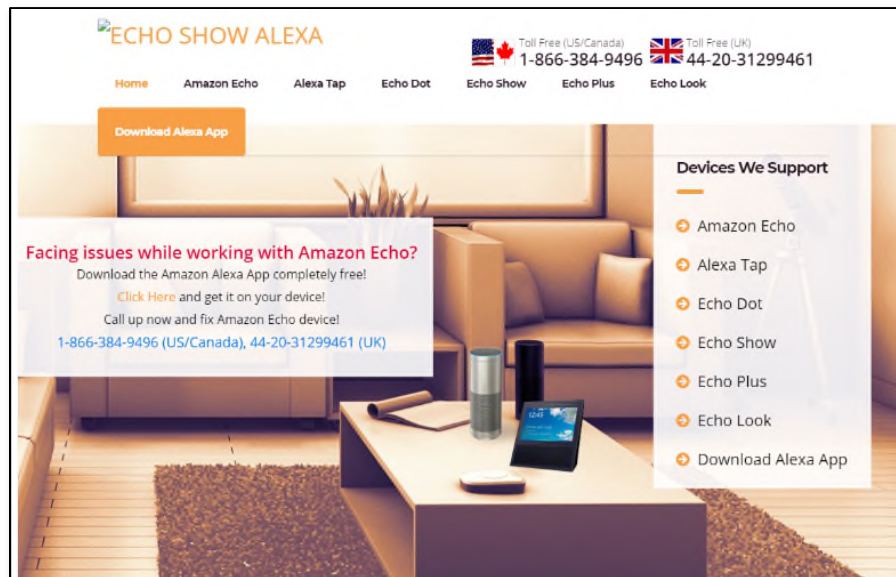 ECHO SHOW ALEXA
Toll Free (US/Canada)
1-866-384-9496
Toll Free (UK)
44-20-31299461
Home Amazon Echo Alexa Tap Echo Dot Echo Show Echo Plus Echo Look
Download Alexa App
Facing issues while working with Amazon Echo?
Download the Amazon Alexa App completely free!
Click Here and get it on your device!
Call up now and fix Amazon Echo device!
1-866-384-9496 (US/Canada), 44-20-31299461 (UK)
12:45
Devices We Support
Amazon Echo
Alexa Tap
Echo Dot
Echo Show
Echo Plus
Echo Look
Download Alexa App